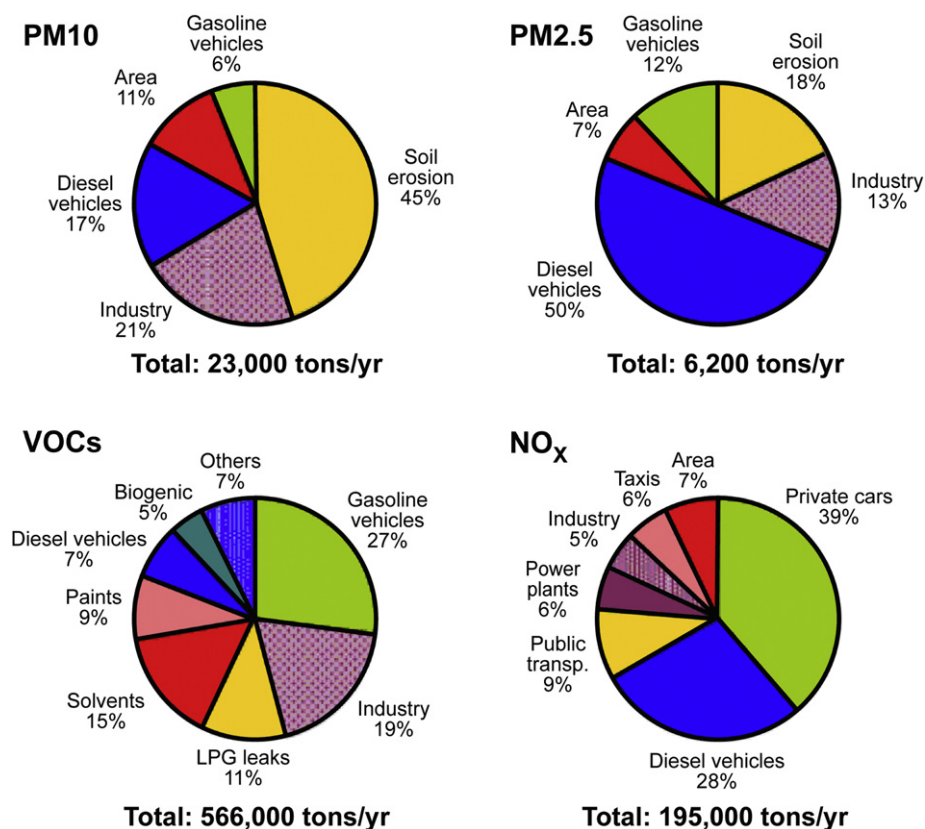 PM10
Gasoline
vehicles
6%
Area
11%
Diesel
vehicles
17%
Industry
21%
Soil
erosion
45%
Total: 23,000 tons/yr
PM2.5
Gasoline
vehicles
12%
Soil
erosion
18%
Area
7%
Industry
13%
Diesel
vehicles
50%
Total: 6,200 tons/yr
VOCs
Others
7%
Biogenic
5%
Gasoline
vehicles
27%
Diesel vehicles
7%
Paints
9%
Solvents
15%
LPG leaks
11%
Industry
19%
Total: 566,000 tons/yr
NOX
Area
7%
Taxis
6%
Private cars
39%
Industry
5%
Power
plants
6%
Public
transp.
9%
Diesel vehicles
28%
Total: 195,000 tons/yr